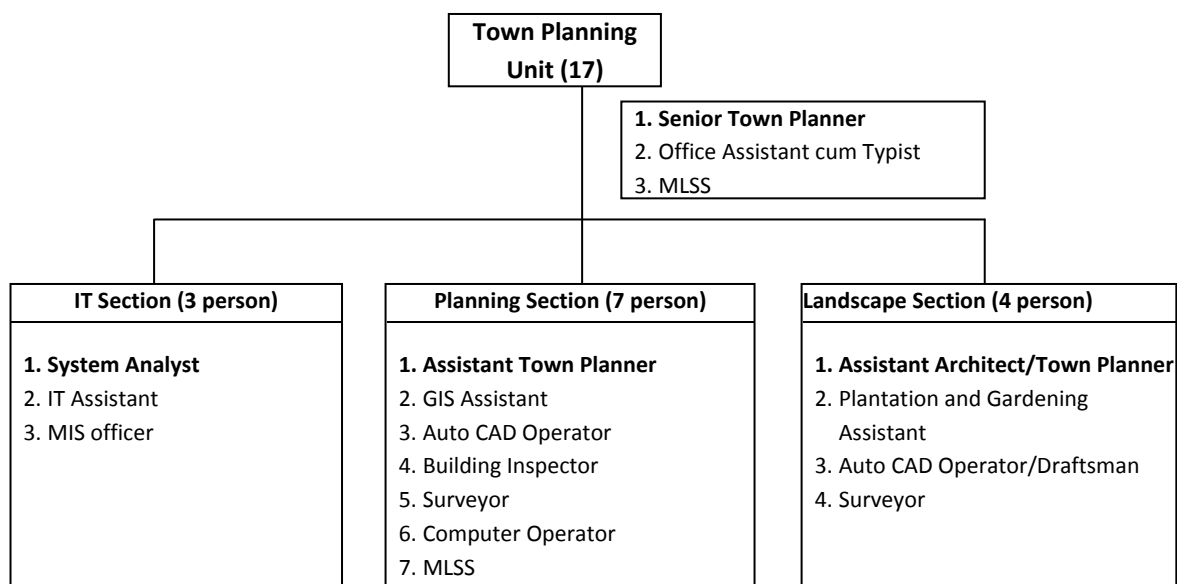 Town Planning
Unit (17)
1. Senior Town Planner
2. Office Assistant cum Typist
3. MLSS
IT Section (3 person)
1. System Analyst
2. IT Assistant
3. MIS officer
Planning Section (7 person)
1. Assistant Town Planner
2. GIS Assistant
3. Auto CAD Operator
4. Building Inspector
5. Surveyor
6. Computer Operator
7. MLSS
Landscape Section (4 person)
1. Assistant Architect/Town Planner
2. Plantation and Gardening
Assistant
3. Auto CAD Operator/Draftsman
4. Surveyor